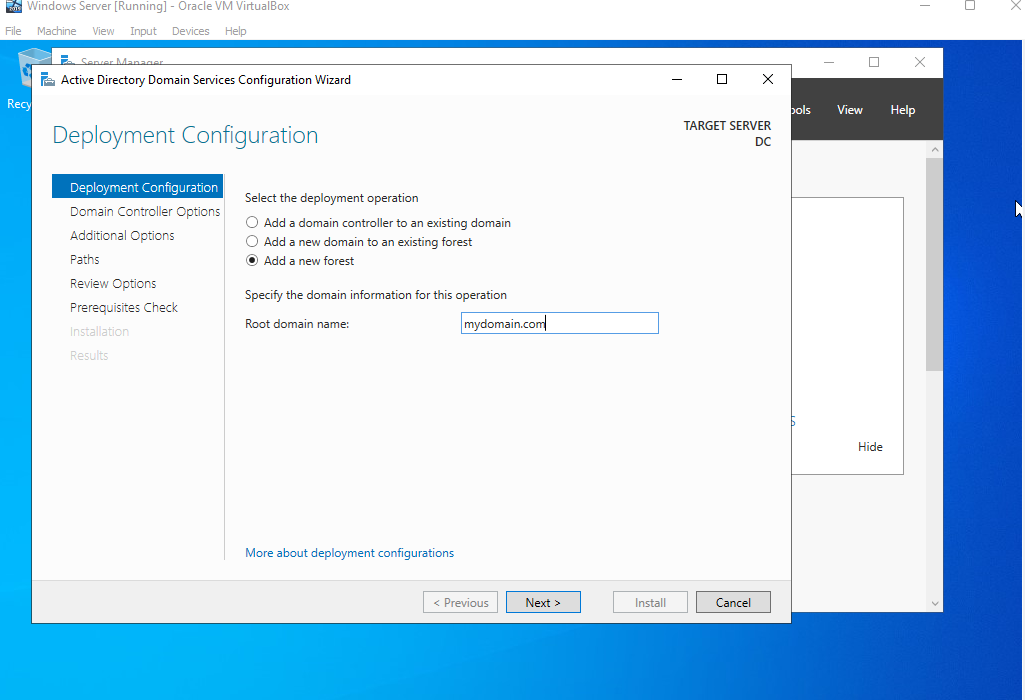 Windows Server [Running] - Oracle VM VirtualBox
File Machine View Input Devices Help
Server Manager
Active Directory Domain Services Configuration Wizard
View Help
Deployment Configuration
TARGET SERVER
DC
Deployment Configuration
Domain Controller Options
Additional Options
Paths
Review Options
Prerequisites Check
Installation
Results
Select the deployment operation
Add a domain controller to an existing domain
Add a new domain to an existing forest
Add a new forest
Specify the domain information for this operation
Root domain name: mydomain.com
Hide
More about deployment configurations
< Previous Next > Install Cancel